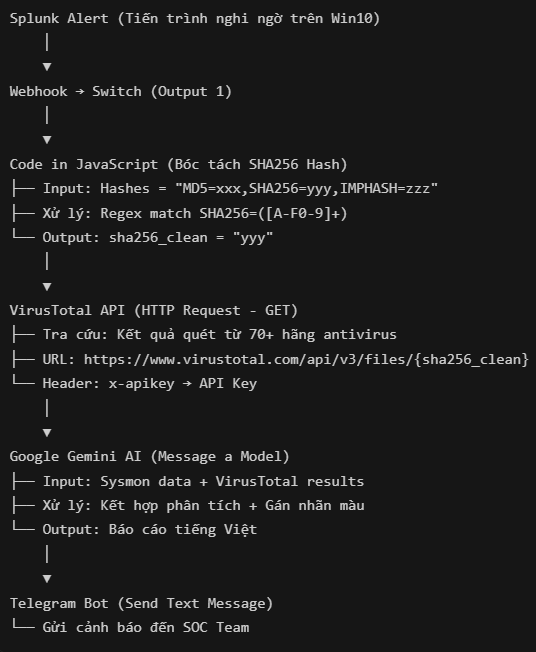 Splunk Alert (Tiến trình nghi ngờ trên Win10)
│
▼
Webhook → Switch (Output 1)
│
▼
Code in JavaScript (Bóc tách SHA256 Hash)
├── Input: Hashes = "MD5=xxx,SHA256=yyy,IMPHASH=zzz"
├── Xử lý: Regex match SHA256=([A-F0-9]+)
└── Output: sha256_clean = "yyy"
│
▼
VirusTotal API (HTTP Request - GET)
├── Tra cứu: Kết quả quét từ 70+ hãng antivirus
├── URL: https://www.virustotal.com/api/v3/files/{sha256_clean}
└── Header: x-apikey → API Key
│
▼
Google Gemini AI (Message a Model)
├── Input: Sysmon data + VirusTotal results
├── Xử lý: Kết hợp phân tích + Gán nhãn màu
└── Output: Báo cáo tiếng Việt
│
▼
Telegram Bot (Send Text Message)
└── Gửi cảnh báo đến SOC Team